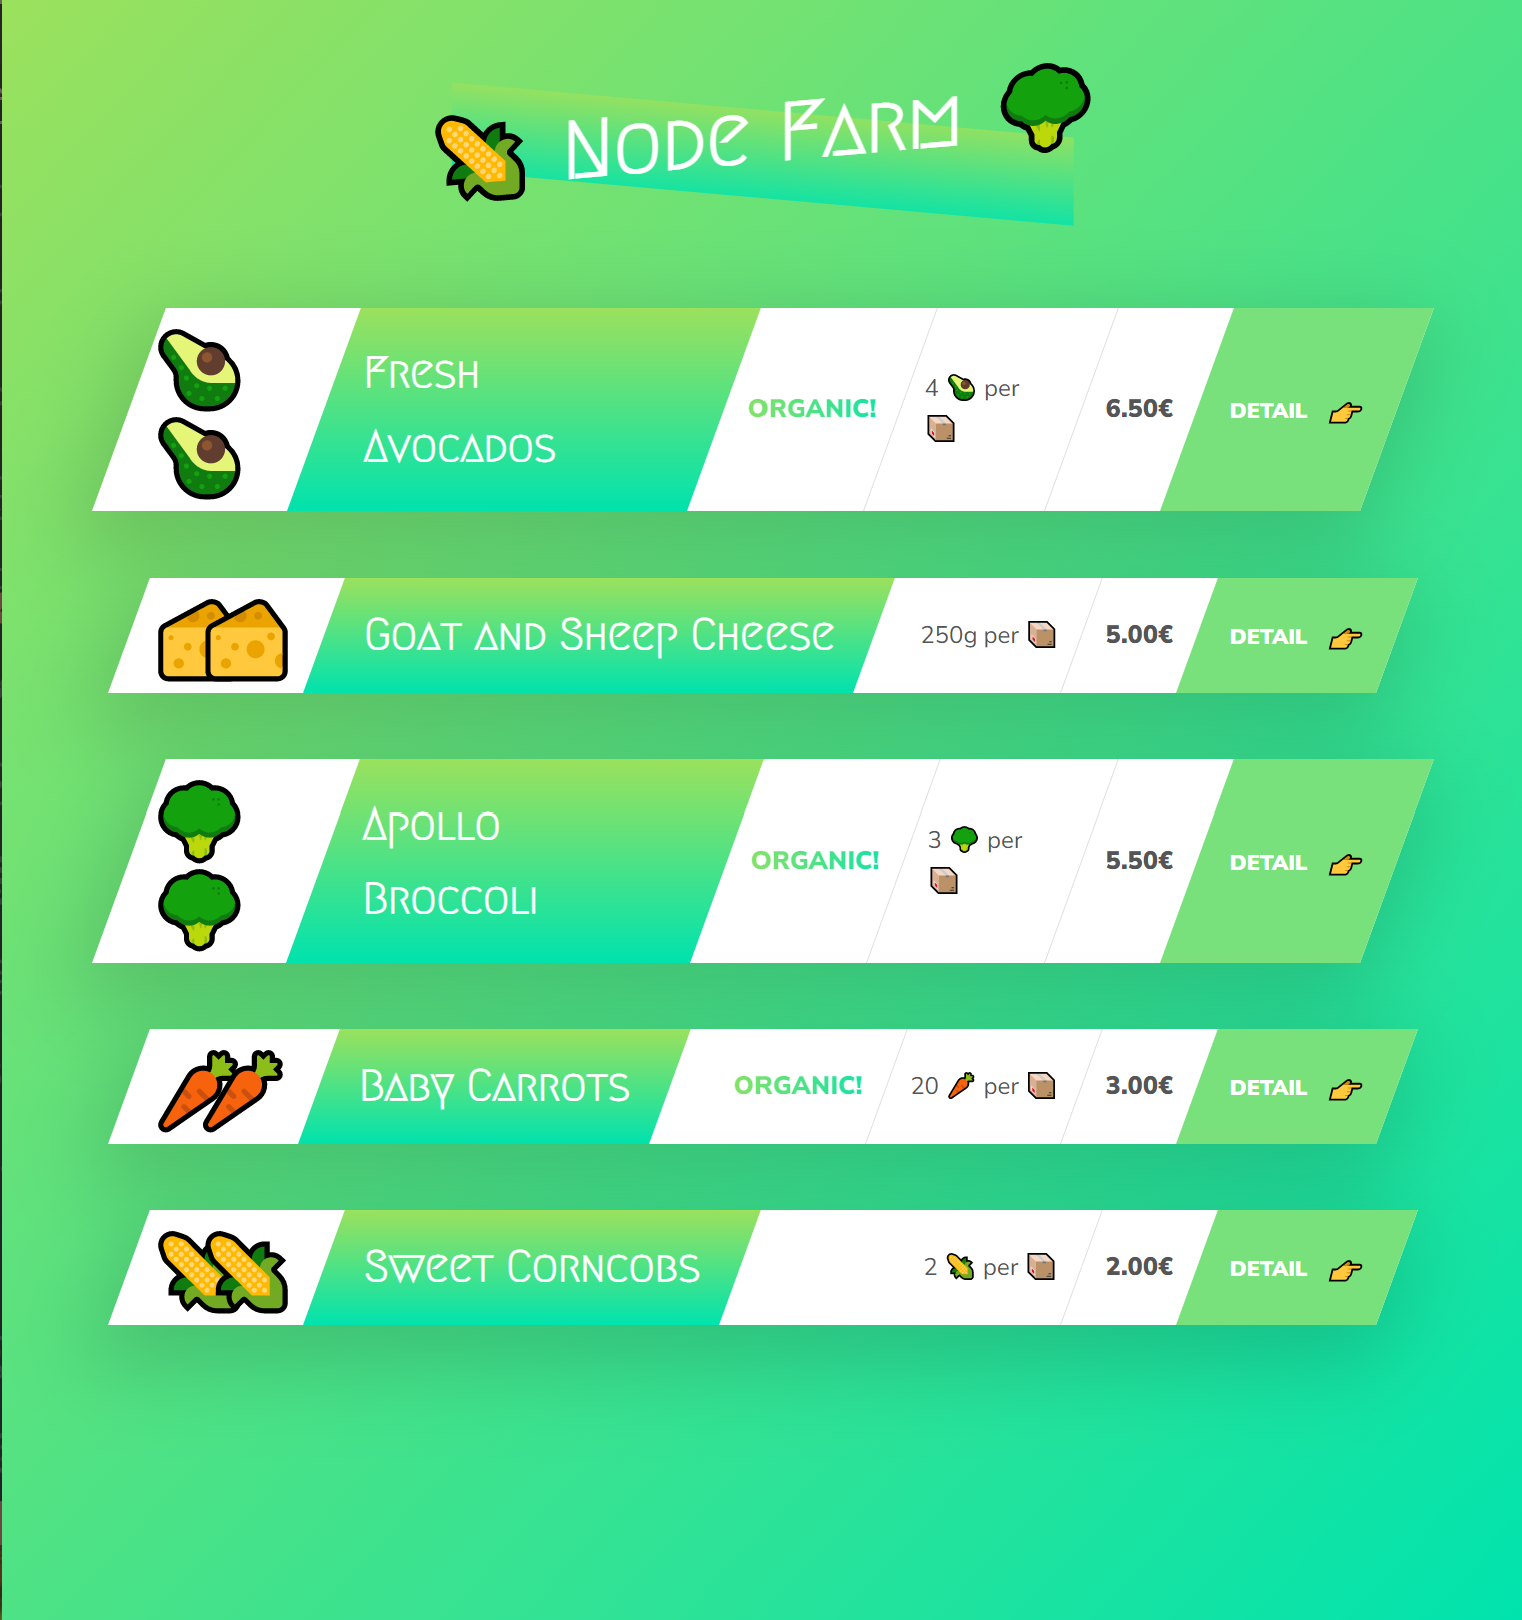 Node Farm
Fresh
Avocados
ORGANIC!
4 🥑 per
📦
6.50€
DETAIL 👉
Goat and Sheep Cheese
250g per 📦
5.00€
DETAIL 👉
Apollo
Broccoli
ORGANIC!
3 🥦 per
📦
5.50€
DETAIL 👉
Baby Carrots
ORGANIC!
20 🥕 per 📦
3.00€
DETAIL 👉
Sweet Corncobs
2 🌽 per 📦
2.00€
DETAIL 👉